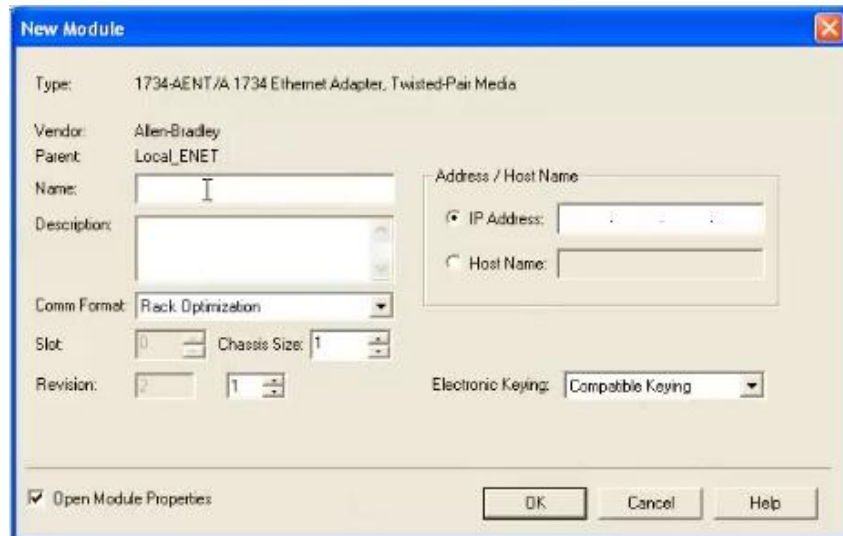 New Module
Type: 1734-AENT/A 1734 Ethernet Adapter, Twisted-Pair Media
Vendor: Allen-Bradley
Parent: Local_ENET
Name:
Address / Host Name
Description:
IP Address: . . .
Host Name:
Comm Format: Rack Optimization
Slot: 0 Chassis Size: 1
Revision: 2 1
Electronic Keying: Compatible Keying
Open Module Properties
OK Cancel Help